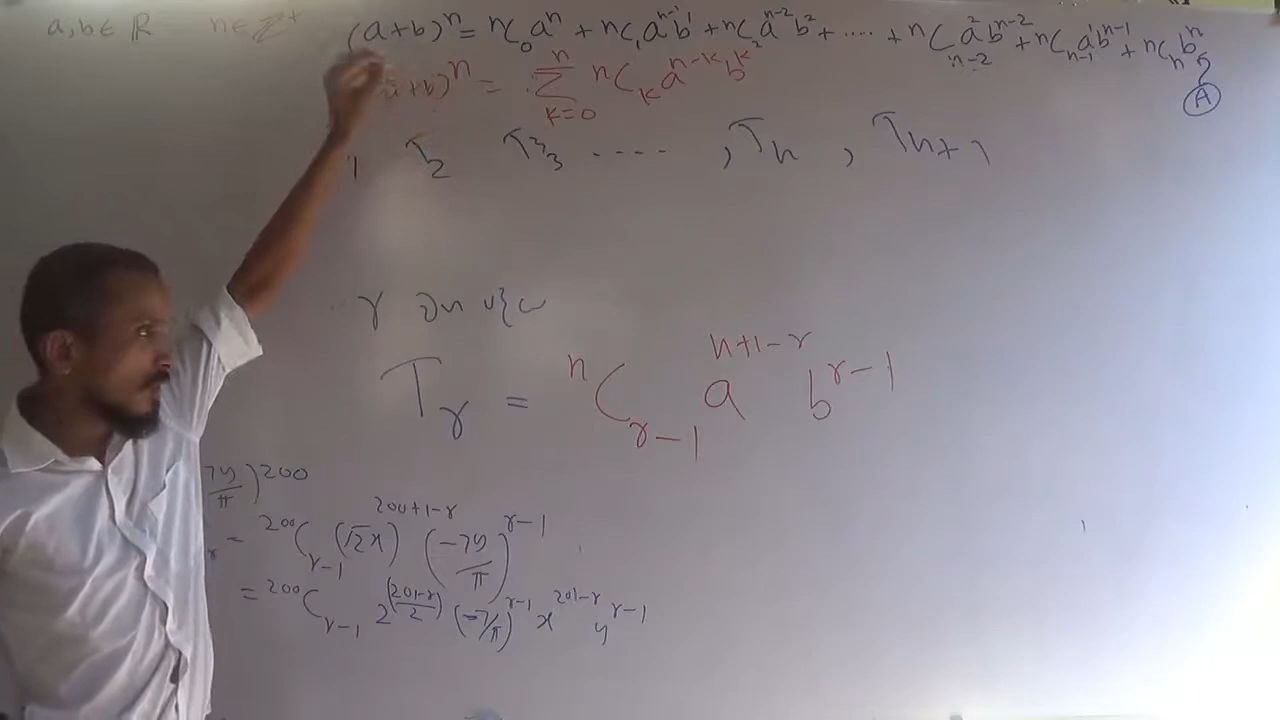 a,b∈ℝ n∈ℤ⁺ (a+b)ⁿ = ⁿC₀aⁿ + ⁿC₁aⁿ⁻¹b¹ + ⁿC₂aⁿ⁻²b² + .... + ⁿCₙ₋₂a²bⁿ⁻² + ⁿCₙ₋₁a¹bⁿ⁻¹ + ⁿCₙbⁿ
A
a+b)ⁿ = Σₖ₌₀ⁿ ⁿCₖaⁿ⁻ᵏbᵏ
1 T₂ T₃ .... , Tₙ , Tₙ₊₁
r
Tᵣ = ⁿCᵣ₋₁ aⁿ⁺¹⁻ʳ bʳ⁻¹
7y/π)²⁰⁰
= ²⁰⁰Cᵣ₋₁ (√2x)²⁰⁰⁺¹⁻ʳ (-7y/π)ʳ⁻¹
= ²⁰⁰Cᵣ₋₁ 2^((201-r)/2) (-7/π)ʳ⁻¹ x²⁰¹⁻ʳ yʳ⁻¹